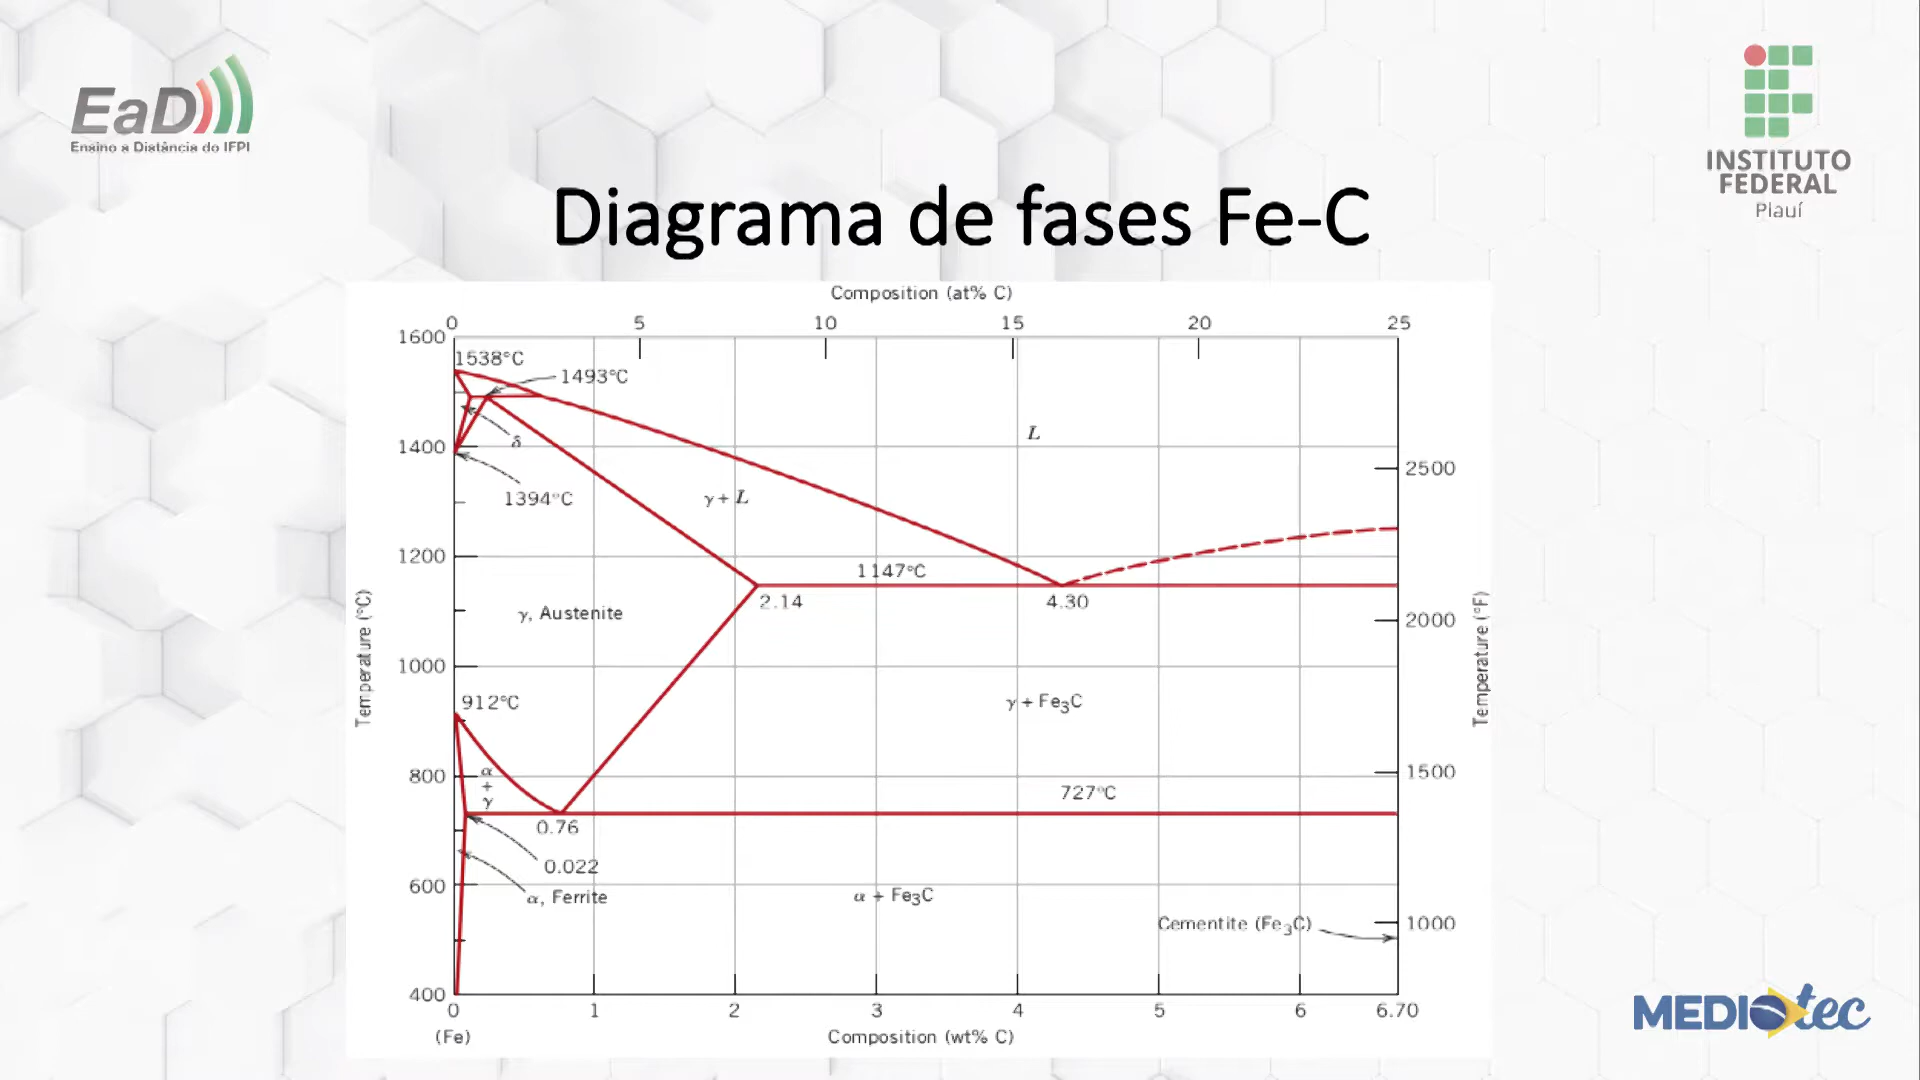 EaD
Ensino a Distância do IFPI
INSTITUTO
FEDERAL
Piauí
Diagrama de fases Fe-C
Composition (at% C)
0 5 10 15 20 25
1600
1538°C
1493°C
1400
δ
L
2500
1394°C
γ + L
1200
1147°C
2.14
4.30
γ, Austenite
2000
Temperature (°C)
Temperature (°F)
1000
912°C
γ + Fe3C
800
α
+
γ
1500
727°C
0.76
0.022
600
α, Ferrite
α + Fe3C
Cementite (Fe3C)
1000
400
0 1 2 3 4 5 6 6.70
(Fe)
Composition (wt% C)
MEDIOtec